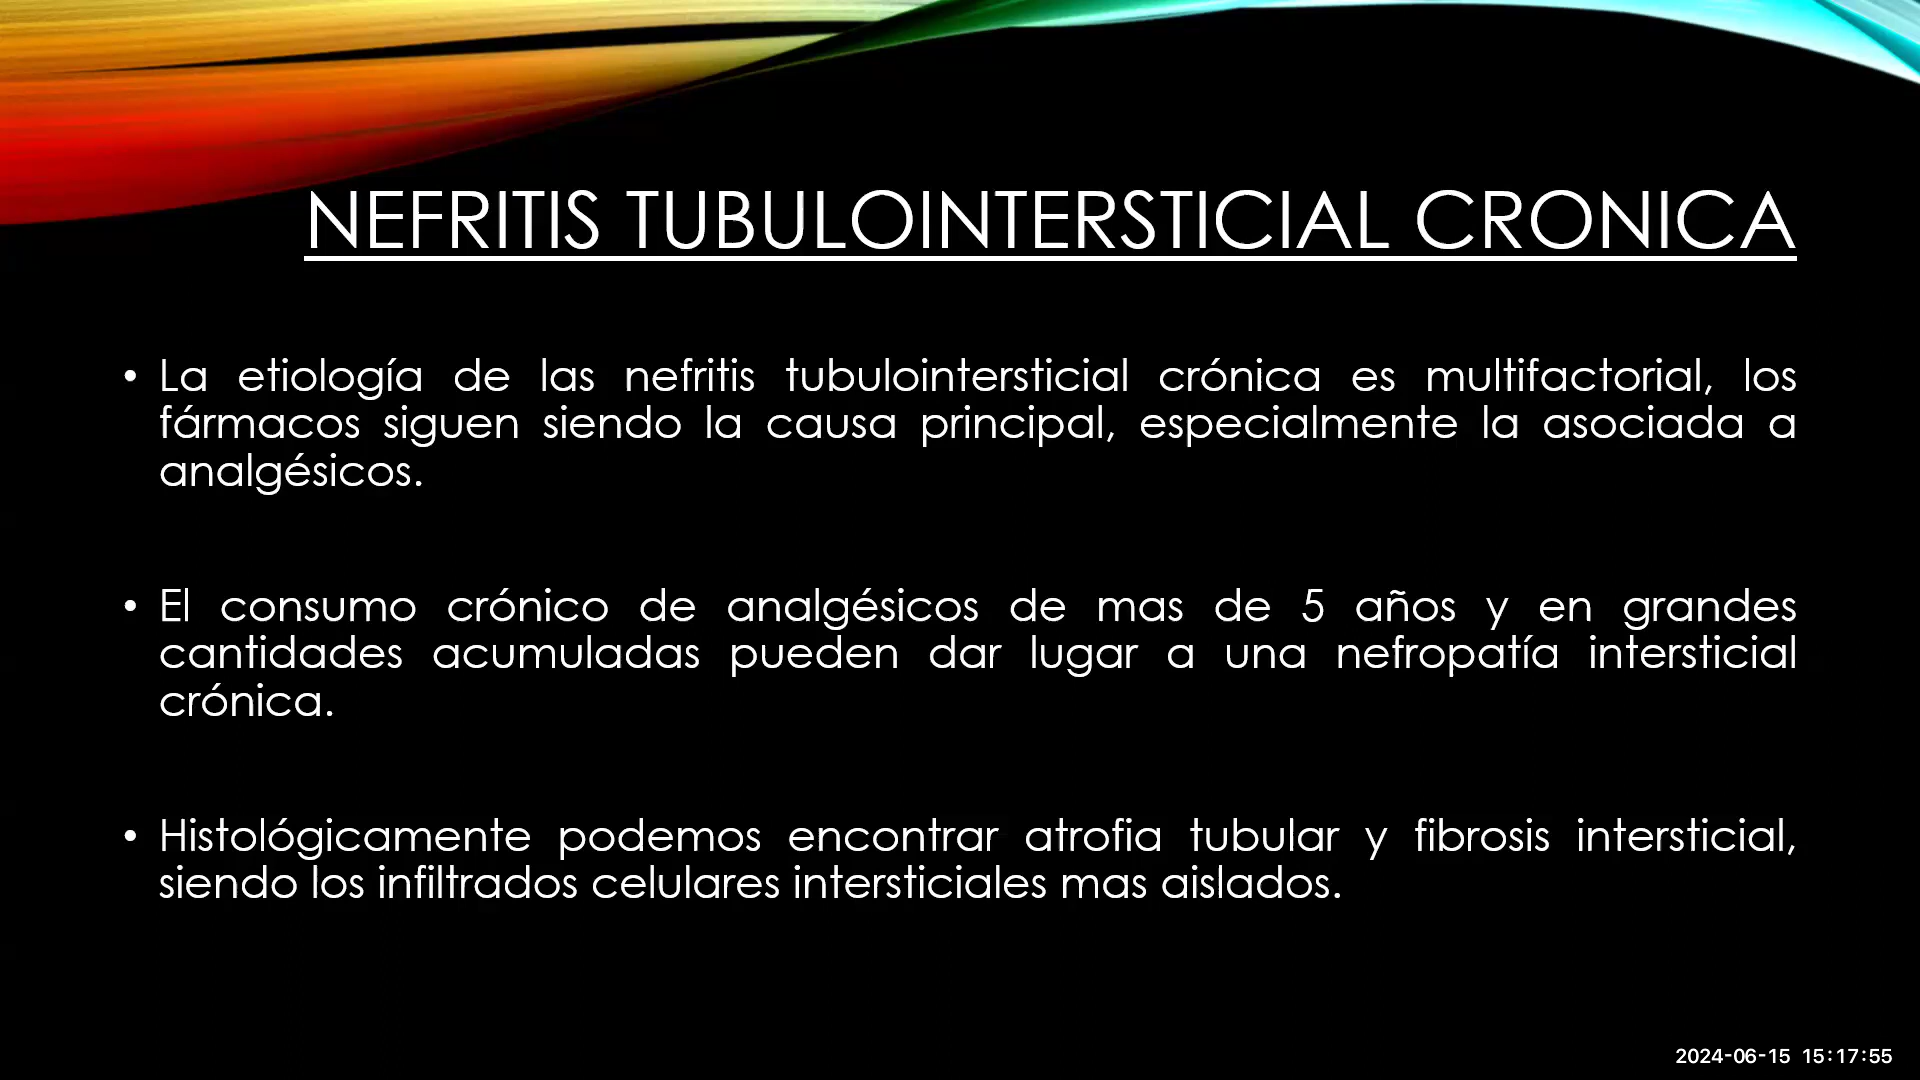 NEFRITIS TUBULOINTERSTICIAL CRONICA
• La etiología de las nefritis tubulointersticial crónica es multifactorial, los
fármacos siguen siendo la causa principal, especialmente la asociada a
analgésicos.
• El consumo crónico de analgésicos de mas de 5 años y en grandes
cantidades acumuladas pueden dar lugar a una nefropatía intersticial
crónica.
• Histológicamente podemos encontrar atrofia tubular y fibrosis intersticial,
siendo los infiltrados celulares intersticiales mas aislados.
2024-06-15 15:17:55